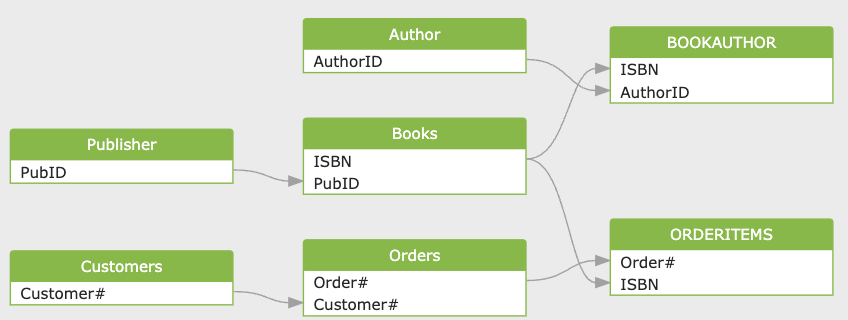 Author
AuthorID
BOOKAUTHOR
ISBN
AuthorID
Publisher
PubID
Books
ISBN
PubID
Customers
Customer#
Orders
Order#
Customer#
ORDERITEMS
Order#
ISBN